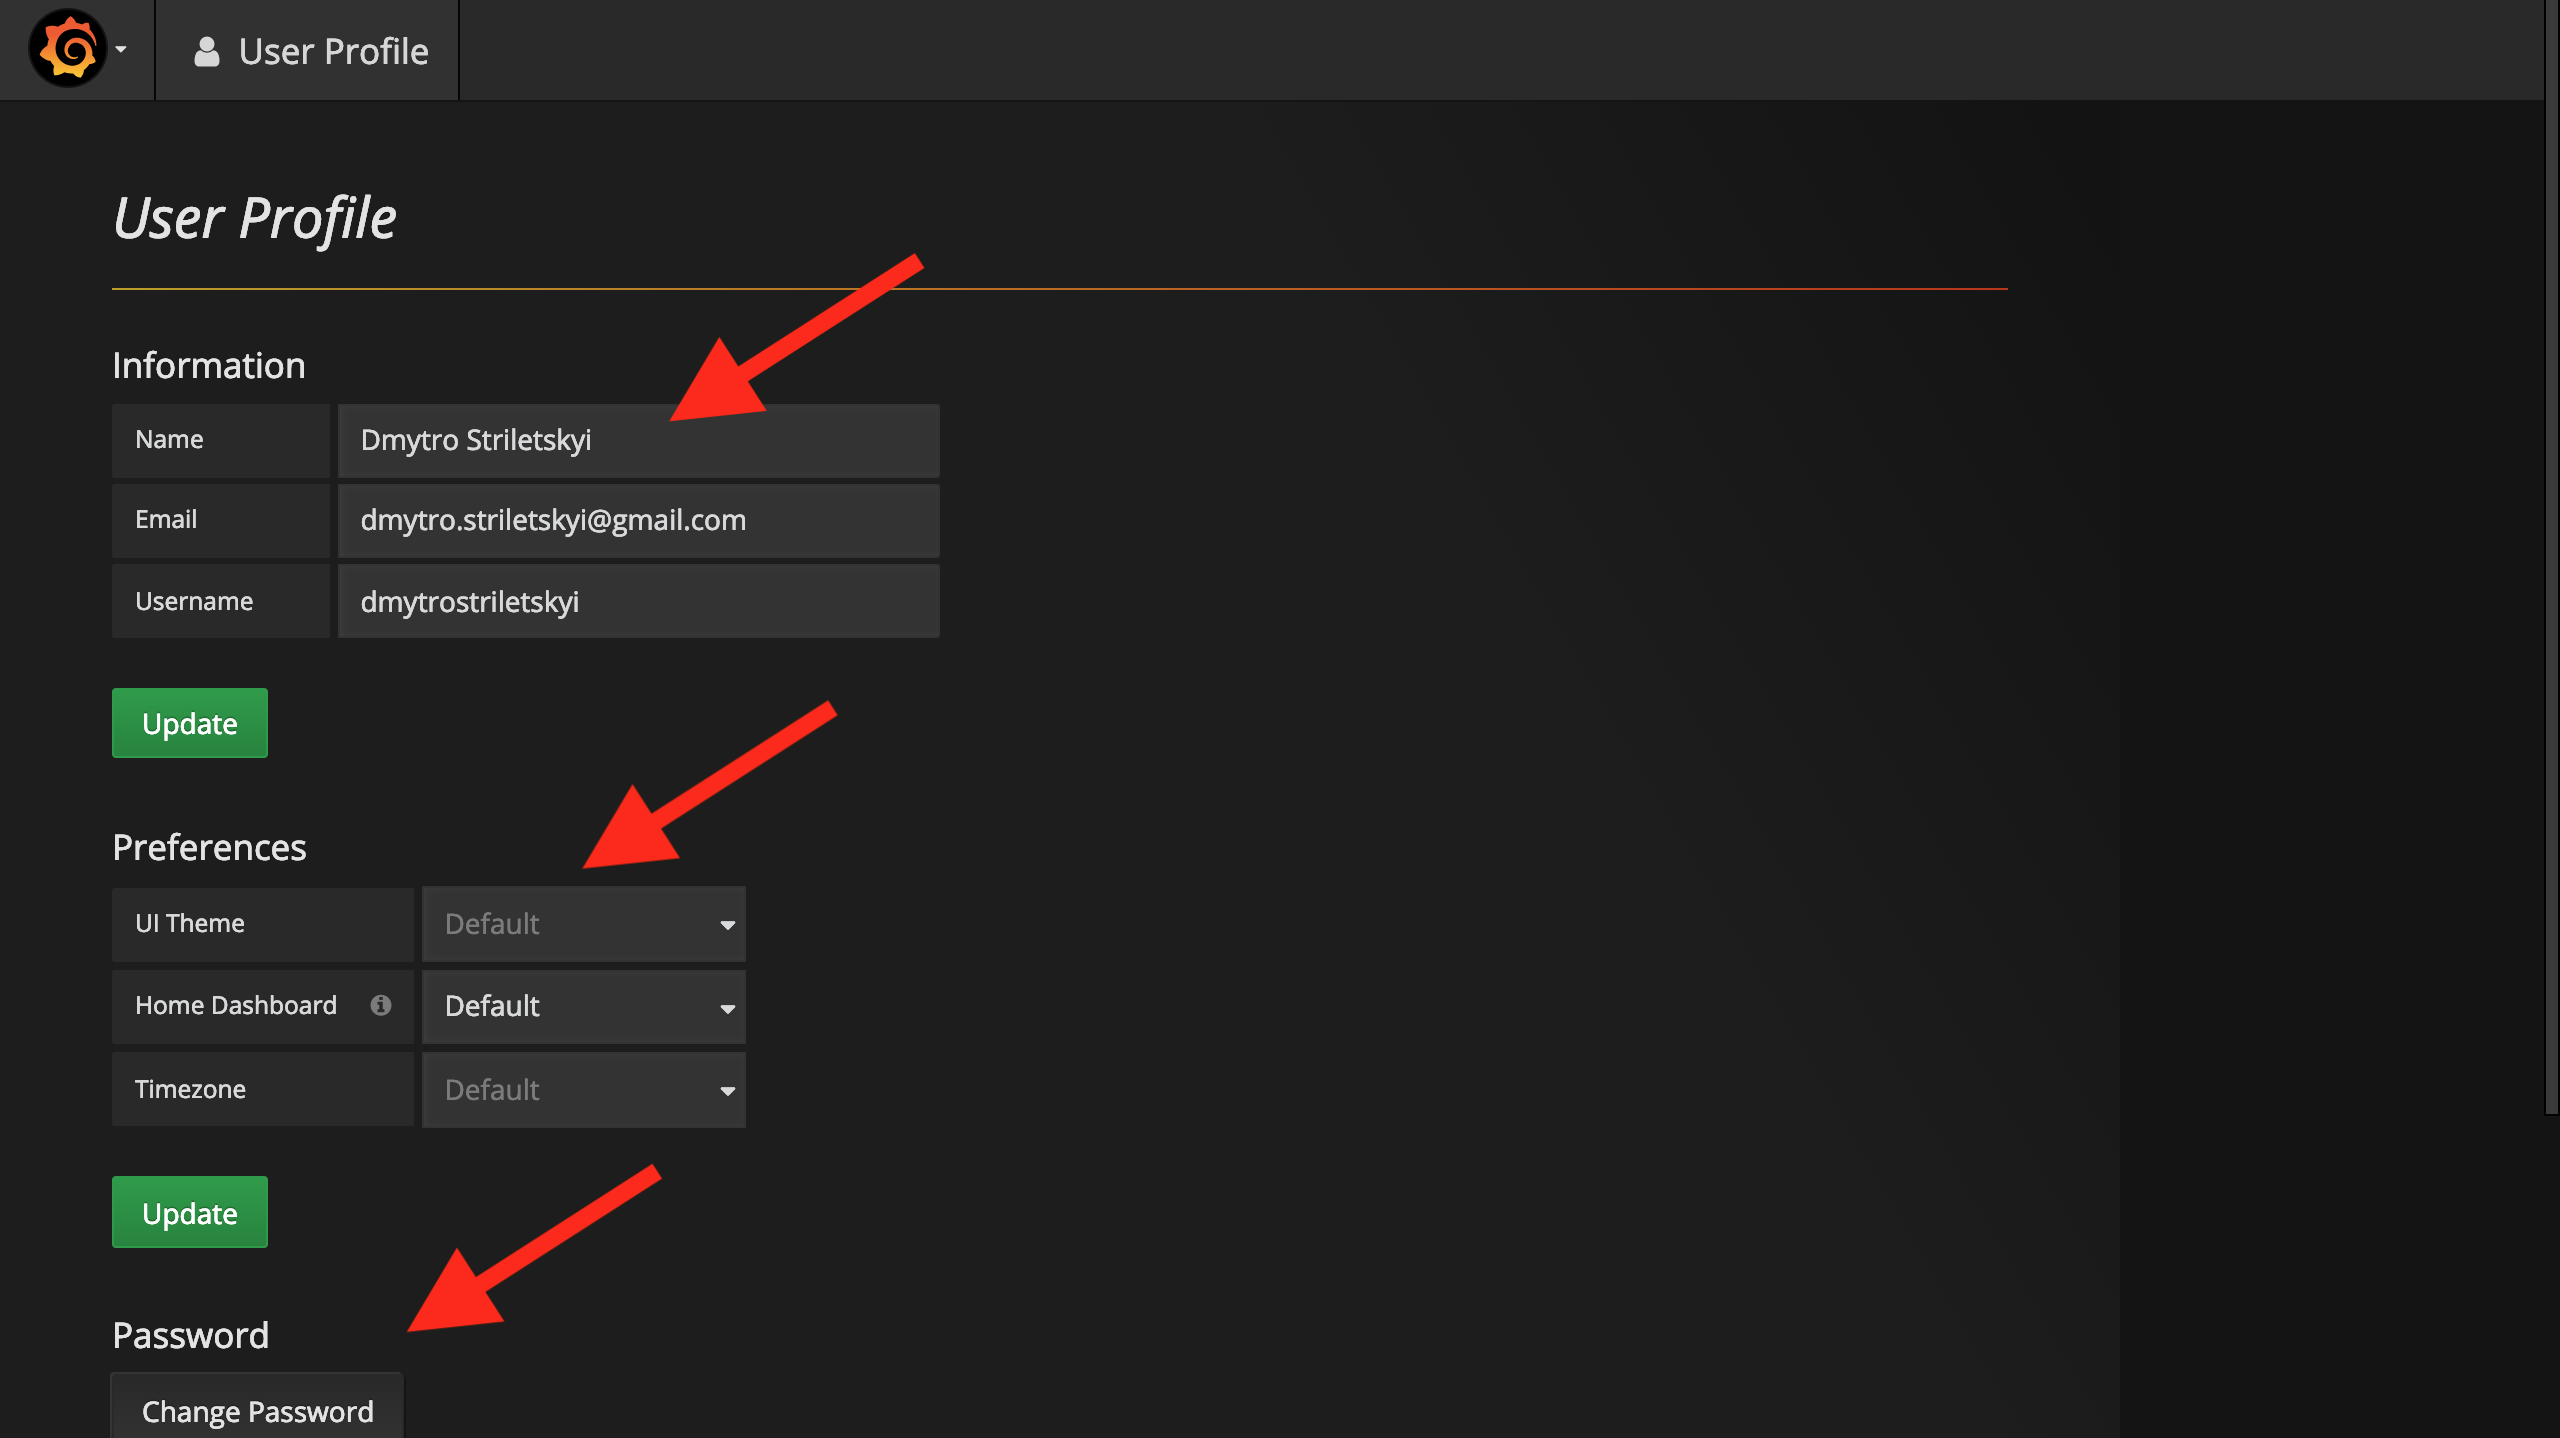 User Profile
User Profile
Information
Name Dmytro Striletskyi
Email dmytro.striletskyi@gmail.com
Username dmytrostriletskyi
Update
Preferences
UI Theme Default
Home Dashboard Default
Timezone Default
Update
Password
Change Password